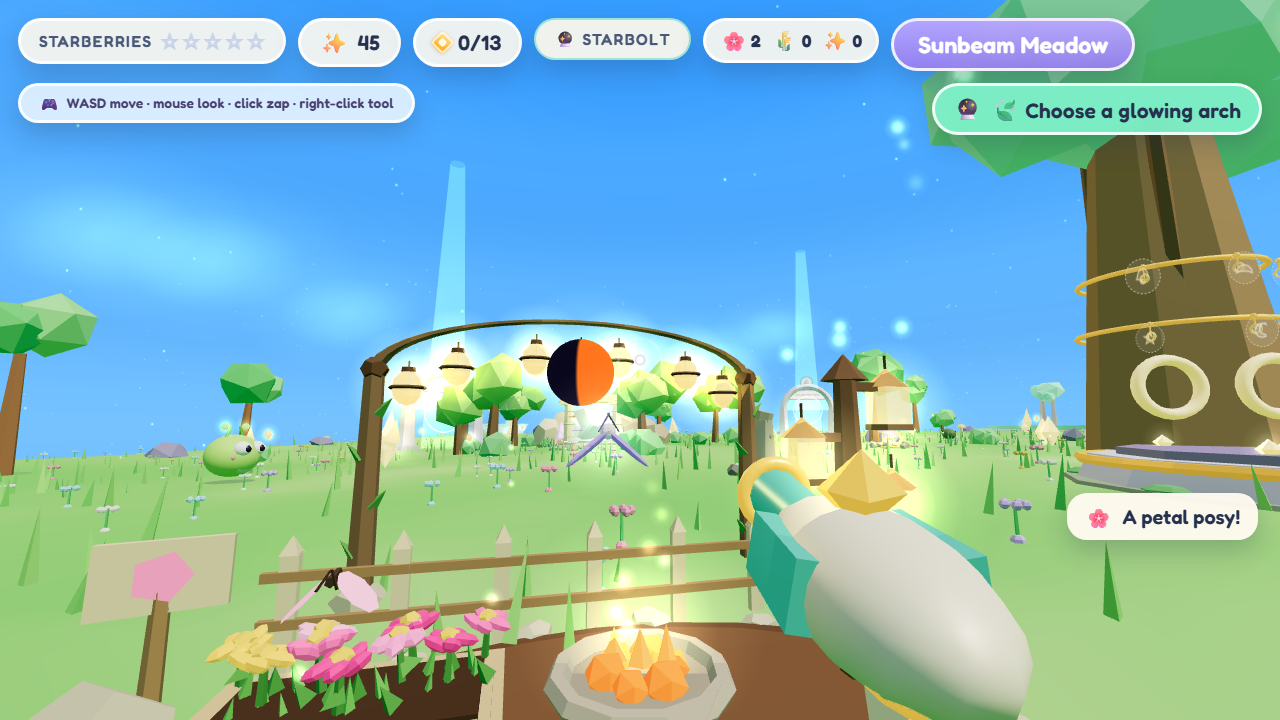 STARBERRIES
45
0/13
STARBOLT
2 0 0
Sunbeam Meadow
WASD move · mouse look · click zap · right-click tool
Choose a glowing arch
A petal posy!